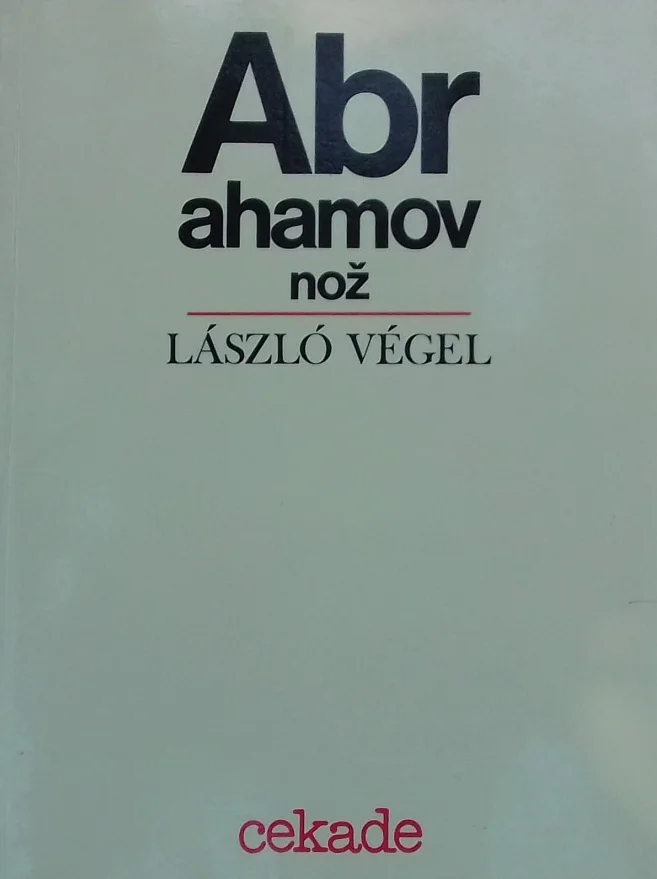 Abr
ahamov
nož
LÁSZLÓ VÉGEL
cekade